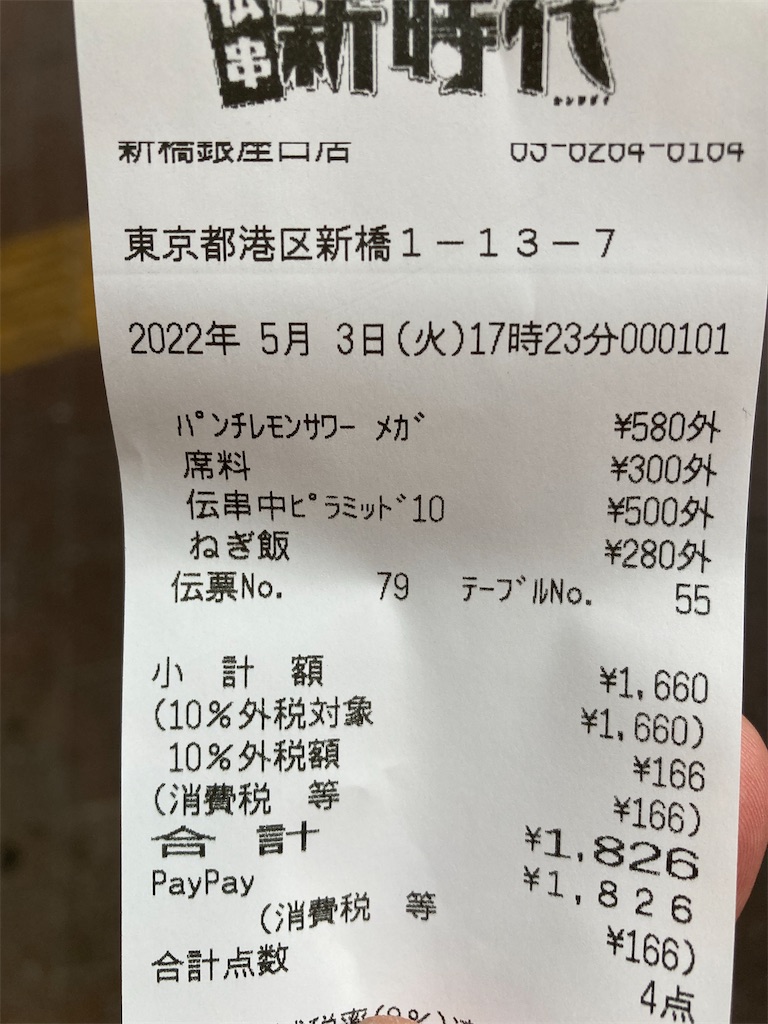 伝串 新時代
新橋銀座口店
東京都港区新橋1-13-7
2022年 5月 3日(火)17時23分000101
パンチレモンサワー メガ ¥580外
席料 ¥300外
伝串中ピラミッド10 ¥500外
ねぎ飯 ¥280外
伝票No. 79 テーブルNo. 55
小 計 額 ¥1,660
(10%外税対象 ¥1,660)
10%外税額 ¥166
(消費税 等 ¥166)
合 計 ¥1,826
PayPay ¥1,826
(消費税 等 ¥166)
合計点数 4点